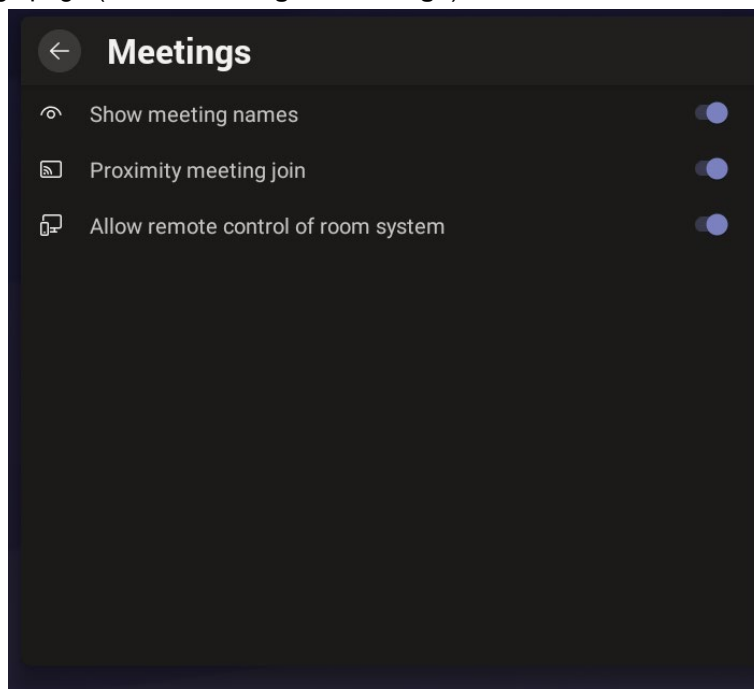 Meetings
Show meeting names
Proximity meeting join
Allow remote control of room system